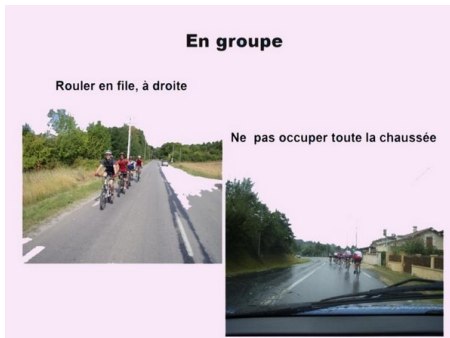 En groupe
Rouler en file, à droite
Ne pas occuper toute la chaussée